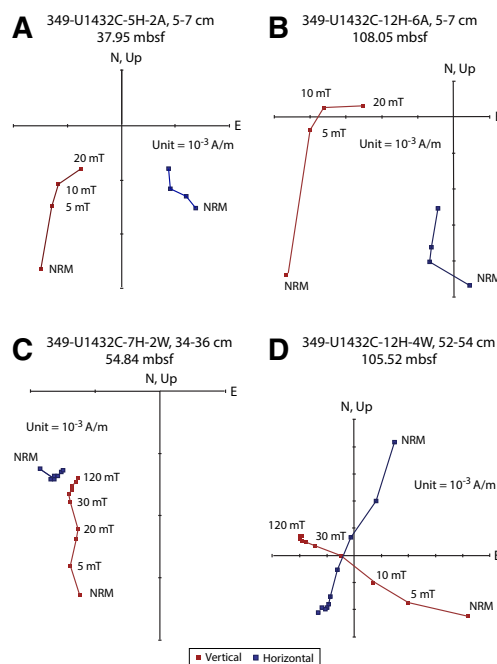 A
349-U1432C-5H-2A, 5-7 cm
37.95 mbsf
N, Up
E
Unit = 10⁻³ A/m
20 mT
10 mT
5 mT
NRM
NRM
B
349-U1432C-12H-6A, 5-7 cm
108.05 mbsf
N, Up
10 mT
20 mT
E
5 mT
Unit = 10⁻³ A/m
NRM
NRM
C
349-U1432C-7H-2W, 34-36 cm
54.84 mbsf
N, Up
E
Unit = 10⁻³ A/m
NRM
120 mT
30 mT
20 mT
5 mT
NRM
D
349-U1432C-12H-4W, 52-54 cm
105.52 mbsf
N, Up
NRM
Unit = 10⁻³ A/m
120 mT
30 mT
E
10 mT
5 mT
NRM
Vertical
Horizontal